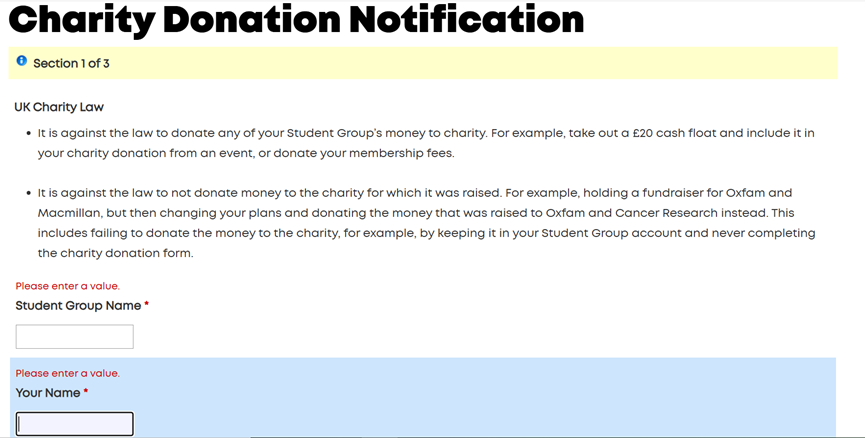 Charity Donation Notification
Section 1 of 3
UK Charity Law
• It is against the law to donate any of your Student Group's money to charity. For example, take out a £20 cash float and include it in
your charity donation from an event, or donate your membership fees.
• It is against the law to not donate money to the charity for which it was raised. For example, holding a fundraiser for Oxfam and
Macmillan, but then changing your plans and donating the money that was raised to Oxfam and Cancer Research instead. This
includes failing to donate the money to the charity, for example, by keeping it in your Student Group account and never completing
the charity donation form.
Please enter a value.
Student Group Name *
Please enter a value.
Your Name *